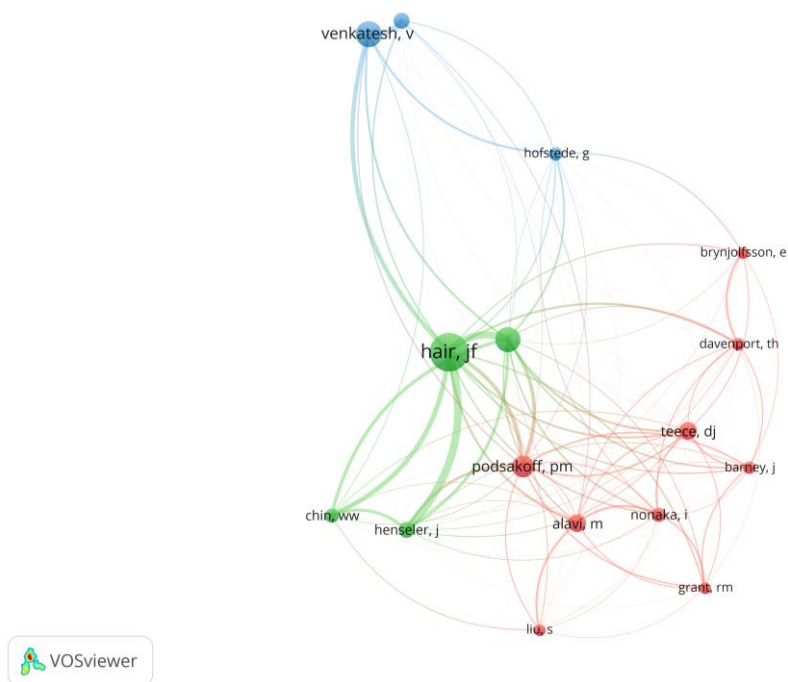 venkatesh, v
hofstede, g
brynjolfsson, e
davenport, th
hair, jf
teece, dj
podsakoff, pm
barney, j
chin, ww
henseler, j
alavi, m
nonaka, i
grant, rm
liu, s
VOSviewer